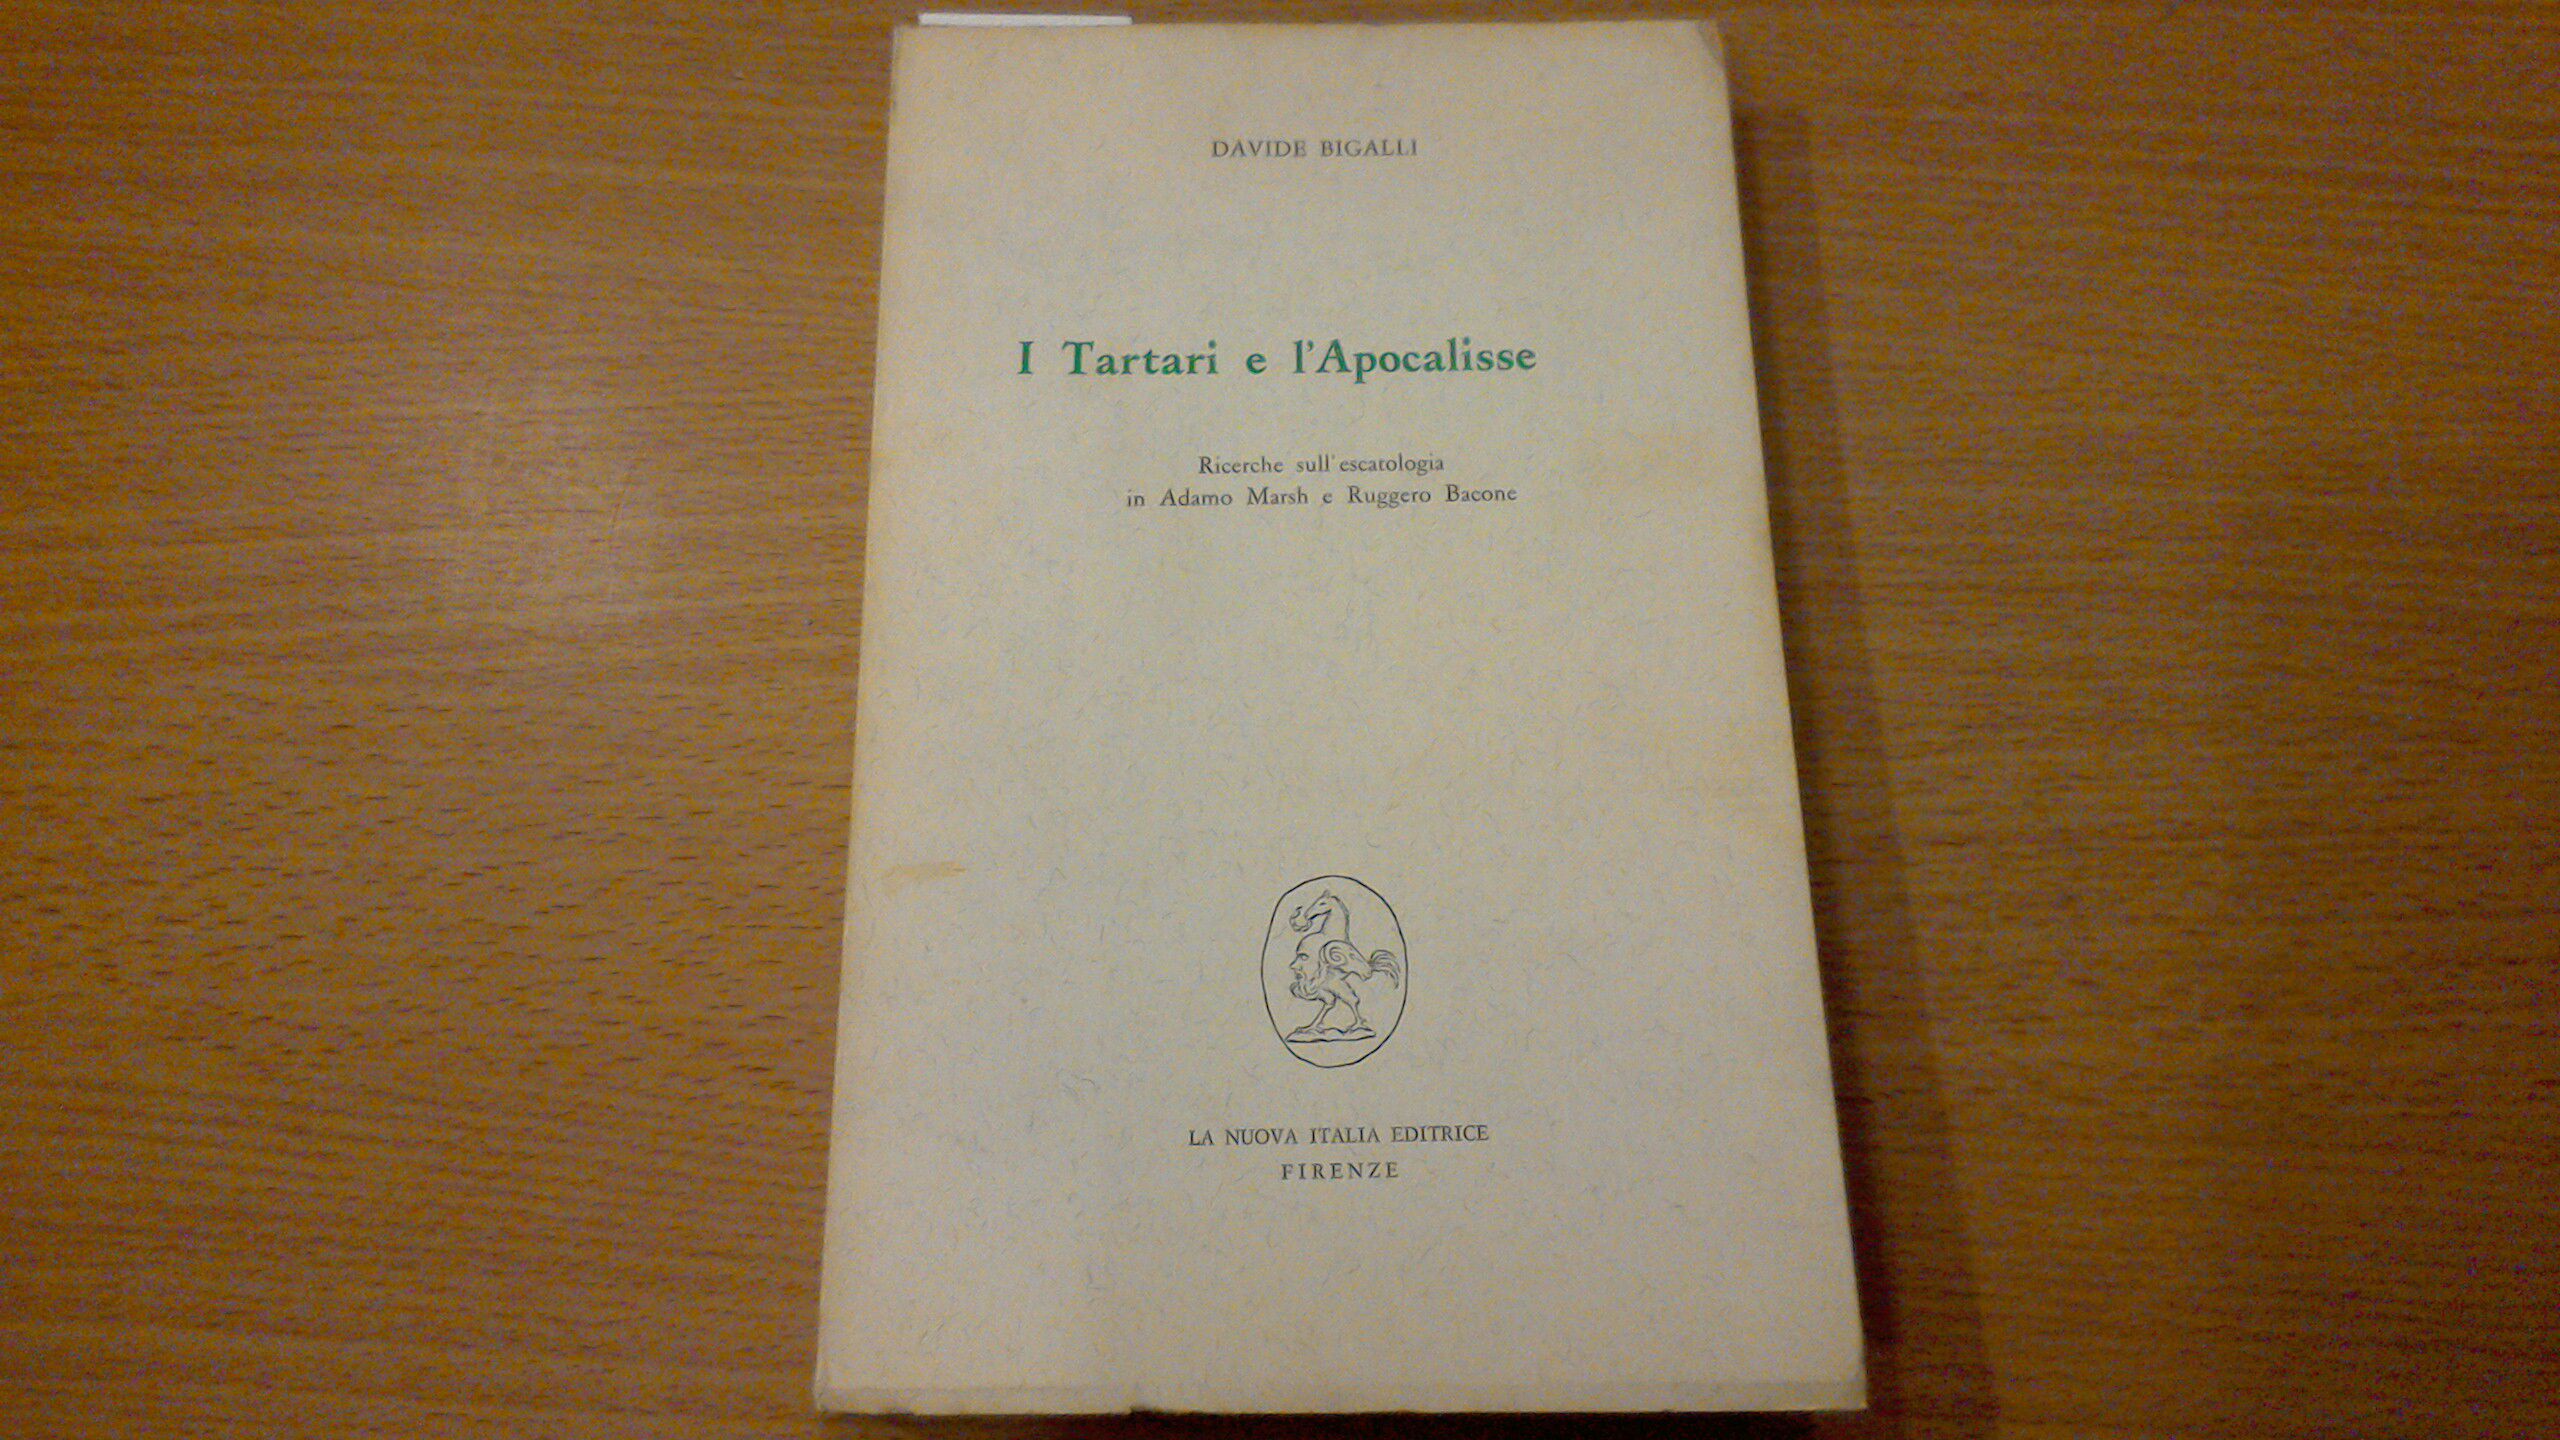 DAVIDE BIGALLI
I Tartari e l'Apocalisse
Ricerche sull'escatologia
in Adamo Marsh e Ruggero Bacone
LA NUOVA ITALIA EDITRICE
FIRENZE